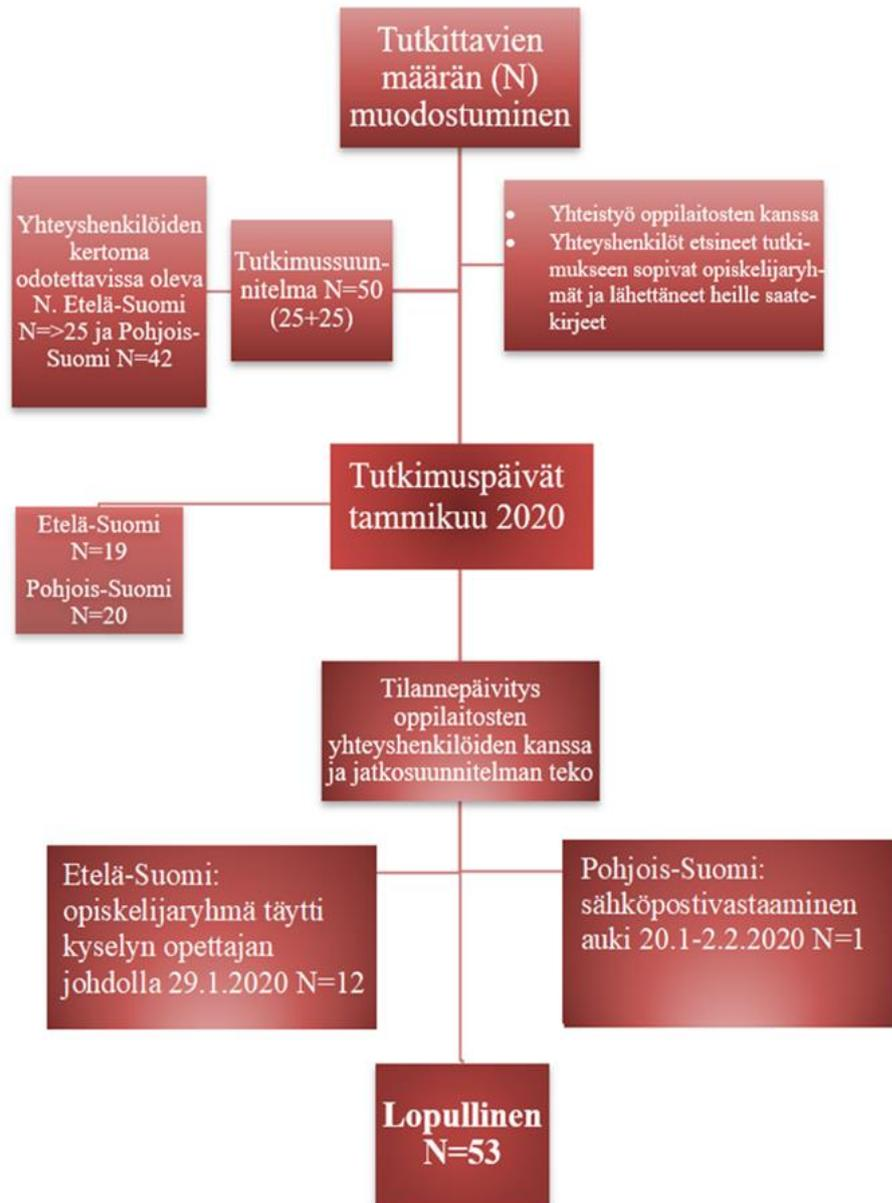 Tutkittavien
määrän (N)
muodostuminen
Yhteyshenkilöiden
kertoma
odotettavissa oleva
N. Etelä-Suomi
N=>25 ja Pohjois-
Suomi N=42
Tutkimussuun-
nitelma N=50
(25+25)
• Yhteistyö oppilaitosten kanssa
• Yhteyshenkilöt etsineet tutki-
mukseen sopivat opiskelijaryh-
mät ja lähettäneet heille saate-
kirjeet
Tutkimuspäivät
tammikuu 2020
Etelä-Suomi
N=19
Pohjois-Suomi
N=20
Tilannepäivitys
oppilaitosten
yhteyshenkilöiden kanssa
ja jatkosuunnitelman teko
Etelä-Suomi:
opiskelijaryhmä täytti
kyselyn opettajan
johdolla 29.1.2020 N=12
Pohjois-Suomi:
sähköpostivastaaminen
auki 20.1-2.2.2020 N=1
Lopullinen
N=53